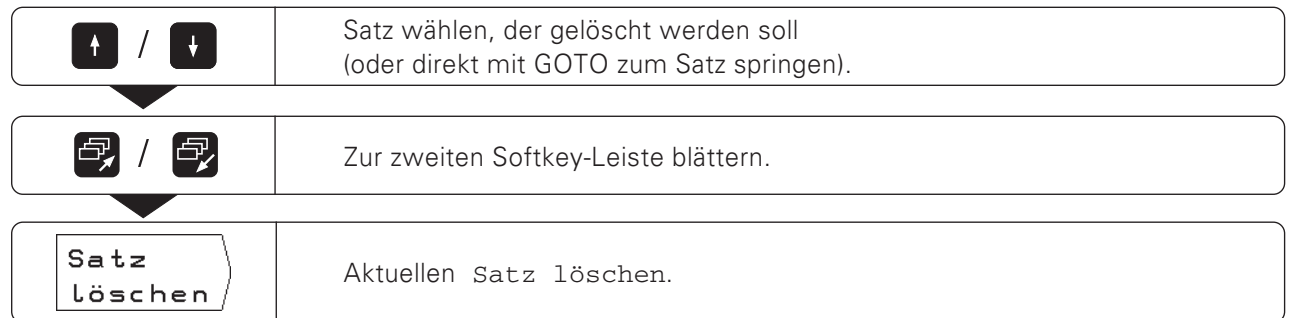 /
Satz wählen, der gelöscht werden soll
(oder direkt mit GOTO zum Satz springen).
/
Zur zweiten Softkey-Leiste blättern.
Satz
löschen
Aktuellen Satz löschen.